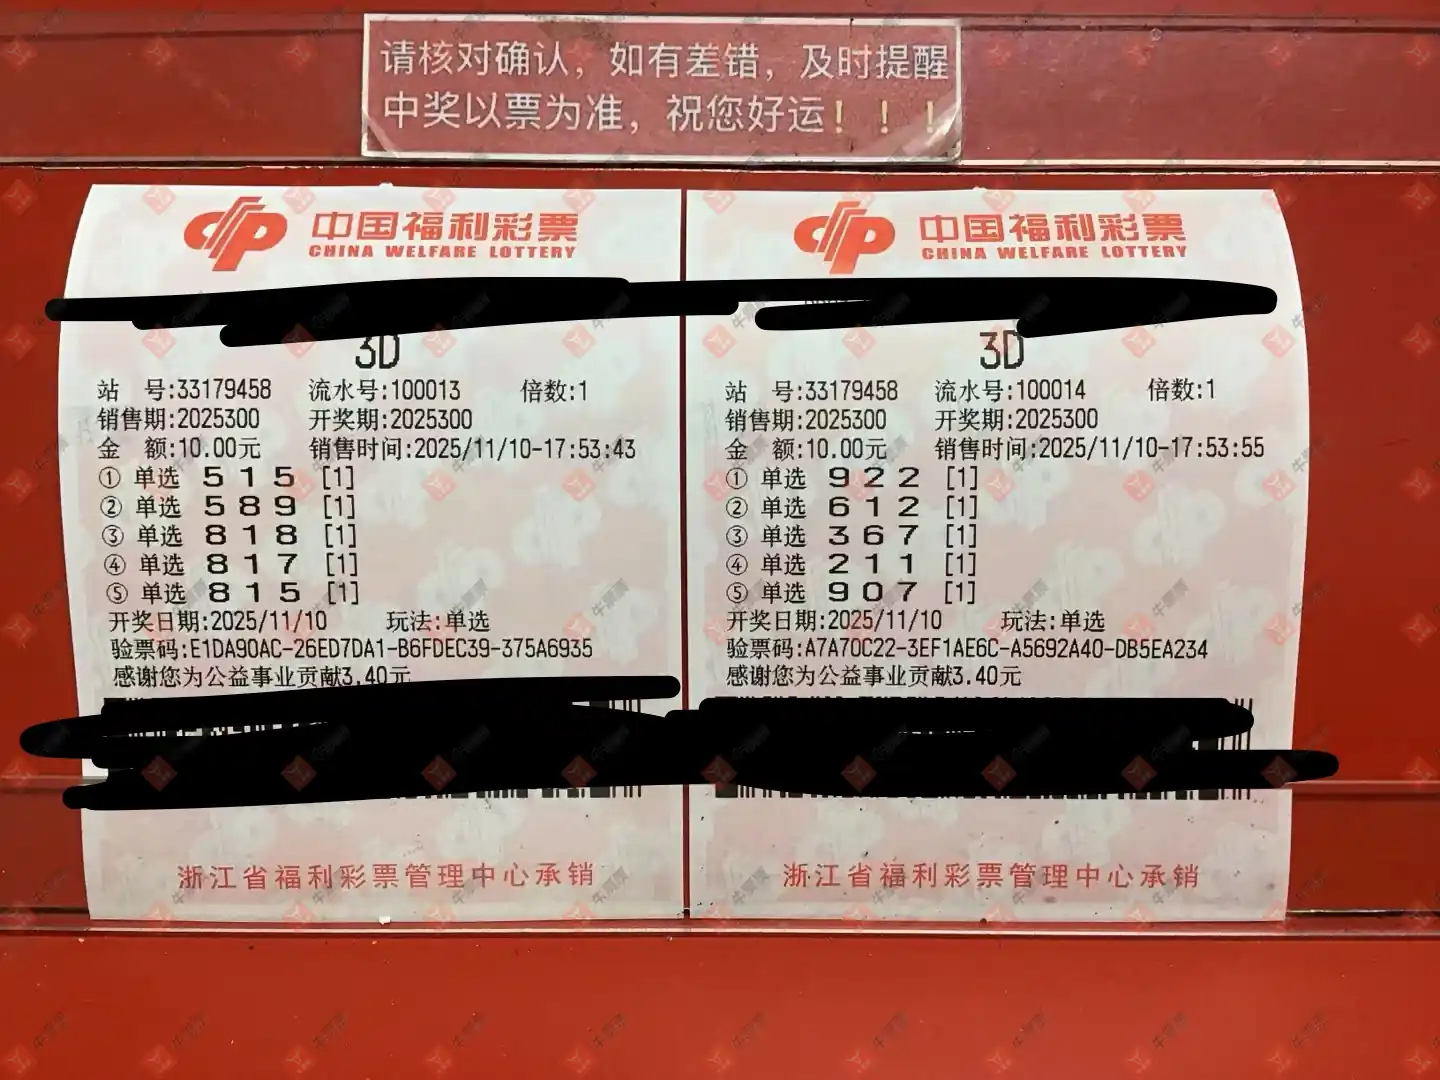 请核对确认，如有差错，及时提醒
中奖以票为准，祝您好运！！！
中国福利彩票
CHINA WELFARE LOTTERY
3D
站 号:33179458 流水号:100013 倍数:1
销售期:2025300 开奖期:2025300
金 额:10.00元 销售时间:2025/11/10-17:53:43
① 单选 5 1 5 [1]
② 单选 5 8 9 [1]
③ 单选 8 1 8 [1]
④ 单选 8 1 7 [1]
⑤ 单选 8 1 5 [1]
开奖日期:2025/11/10 玩法:单选
验票码:E1DA90AC-26ED7DA1-B6FDEC39-375A6935
感谢您为公益事业贡献3.40元
浙江省福利彩票管理中心承销
中国福利彩票
CHINA WELFARE LOTTERY
3D
站 号:33179458 流水号:100014 倍数:1
销售期:2025300 开奖期:2025300
金 额:10.00元 销售时间:2025/11/10-17:53:55
① 单选 9 2 2 [1]
② 单选 6 1 2 [1]
③ 单选 3 6 7 [1]
④ 单选 2 1 1 [1]
⑤ 单选 9 0 7 [1]
开奖日期:2025/11/10 玩法:单选
验票码:A7A70C22-3EF1AE6C-A5692A40-DB5EA234
感谢您为公益事业贡献3.40元
浙江省福利彩票管理中心承销